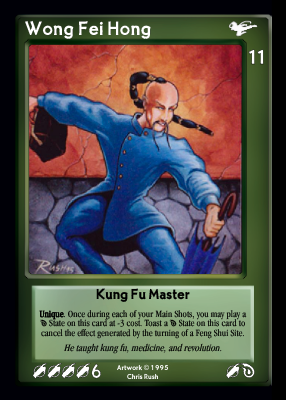 Wong Fei Hong
11
RUSH95
Kung Fu Master
Unique. Once during each of your Main Shots, you may play
a State on this card at -3 cost. Toast a State on this card to
cancel the effect generated by the turning of a Feng Shui Site.
He taught kung fu, medicine, and revolution.
6
Artwork © 1995
Chris Rush